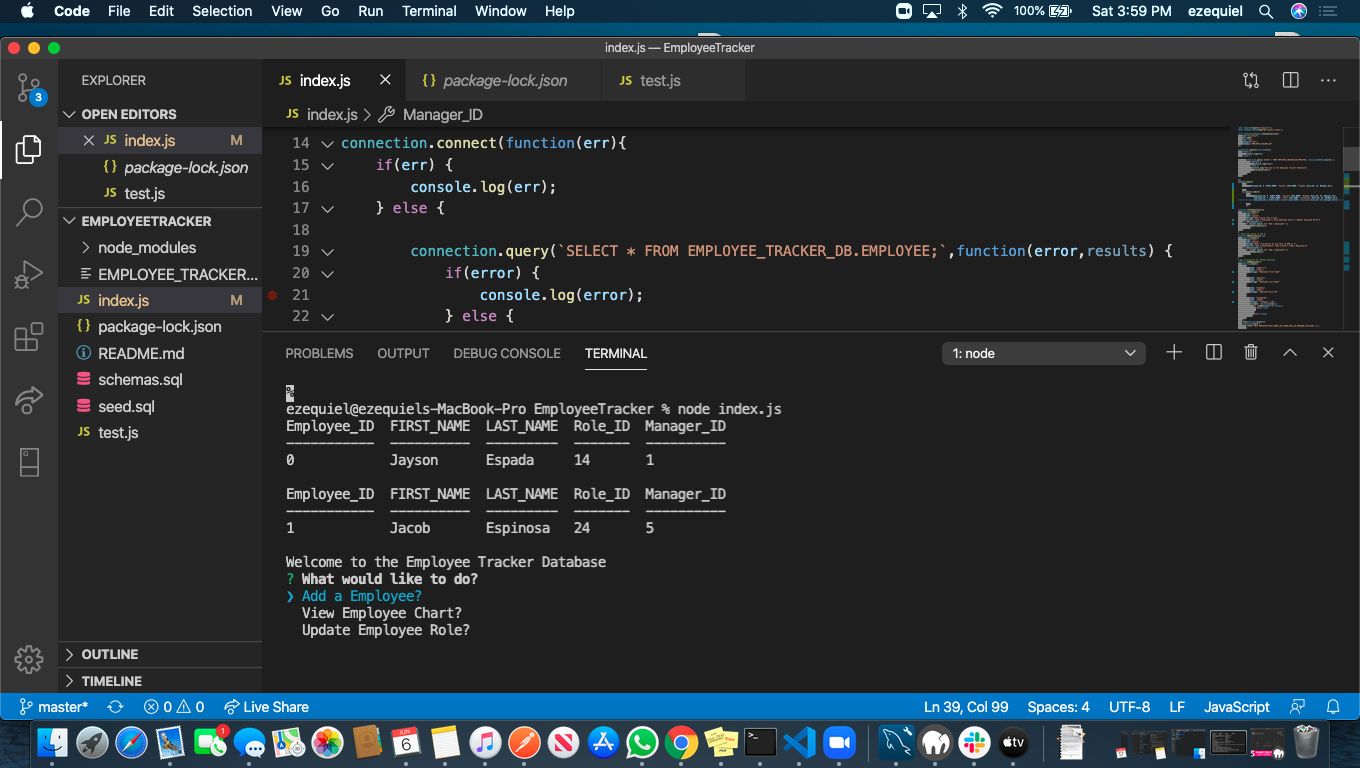 Code File Edit Selection View Go Run Terminal Window Help 100% Sat 3:59 PM ezequiel
index.js — EmployeeTracker
EXPLORER
3
OPEN EDITORS
JS index.js M
{} package-lock.json
JS test.js
EMPLOYEETRACKER
node_modules
EMPLOYEE_TRACKER...
JS index.js M
{} package-lock.json
README.md
schemas.sql
seed.sql
JS test.js
OUTLINE
TIMELINE
JS index.js {} package-lock.json JS test.js
JS index.js > Manager_ID
14 connection.connect(function(err){
15 if(err) {
16 console.log(err);
17 } else {
18
19 connection.query(`SELECT * FROM EMPLOYEE_TRACKER_DB.EMPLOYEE;`,function(error,results) {
20 if(error) {
21 console.log(error);
22 } else {
PROBLEMS OUTPUT DEBUG CONSOLE TERMINAL 1: node
%
ezequiel@ezequiels-MacBook-Pro EmployeeTracker % node index.js
Employee_ID FIRST_NAME LAST_NAME Role_ID Manager_ID
----------- ---------- --------- ------- ----------
0 Jayson Espada 14 1
Employee_ID FIRST_NAME LAST_NAME Role_ID Manager_ID
----------- ---------- --------- ------- ----------
1 Jacob Espinosa 24 5
Welcome to the Employee Tracker Database
? What would like to do?
❯ Add a Employee?
View Employee Chart?
Update Employee Role?
master* 0 0 Live Share Ln 39, Col 99 Spaces: 4 UTF-8 LF JavaScript
1
JUN
6
tv